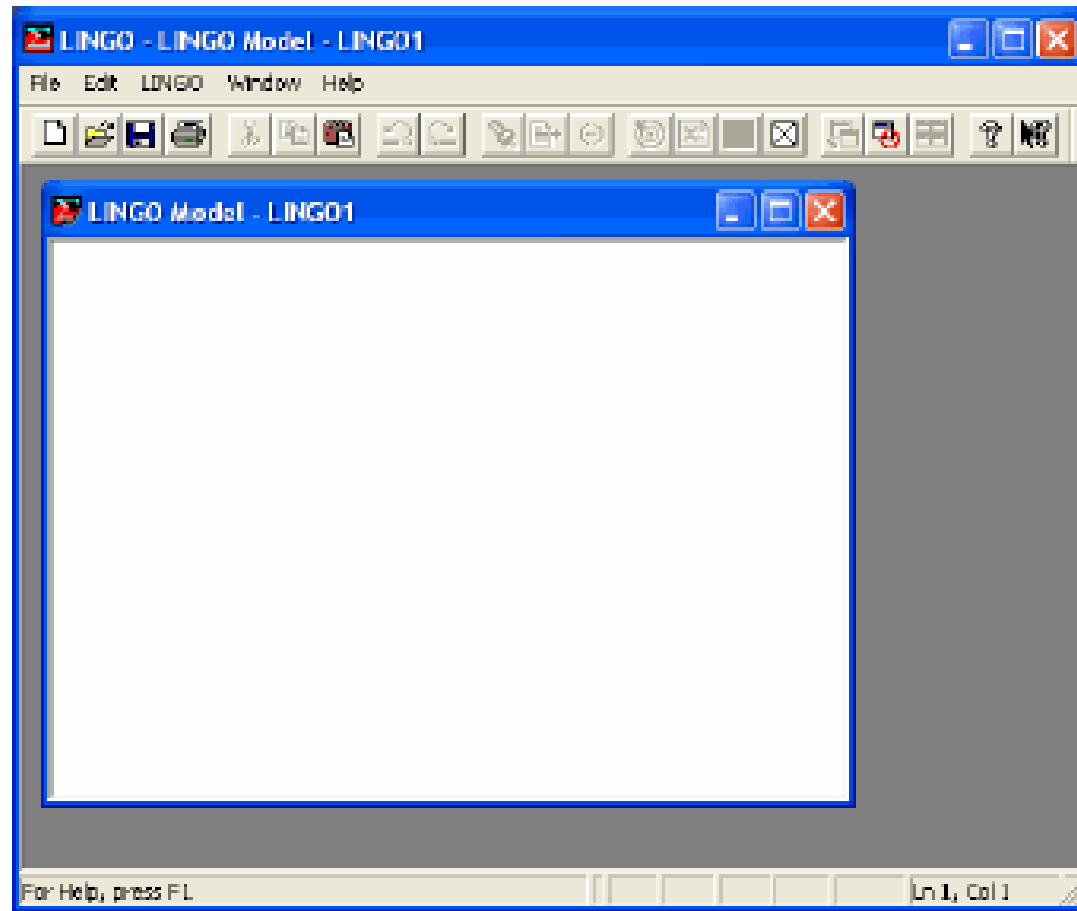 LINGO - LINGO Model - LINGO1
File Edit LINGO Window Help
LINGO Model - LINGO1
For Help, press F1
Ln 1, Col 1